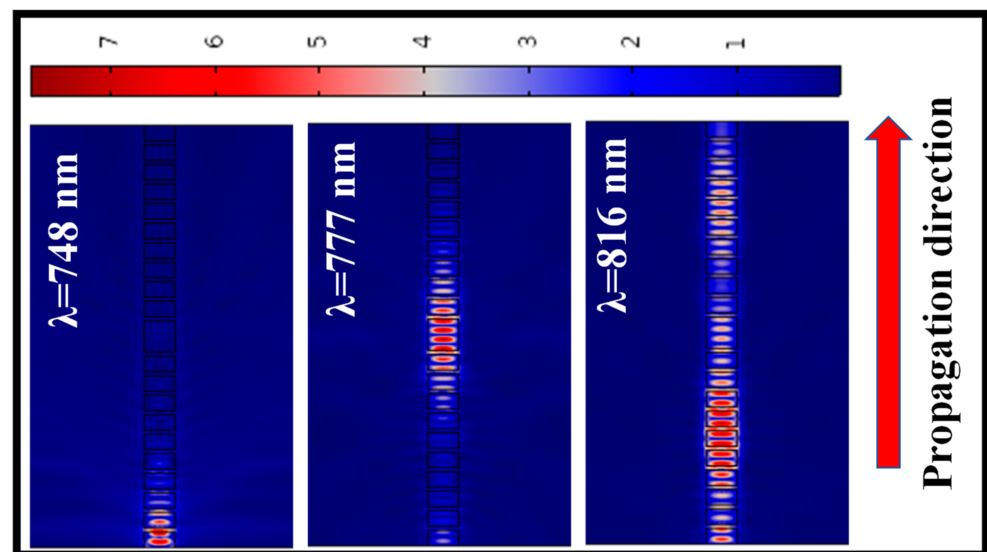 7 6 5 4 3 2 1
λ=748 nm
λ=777 nm
λ=816 nm
Propagation direction